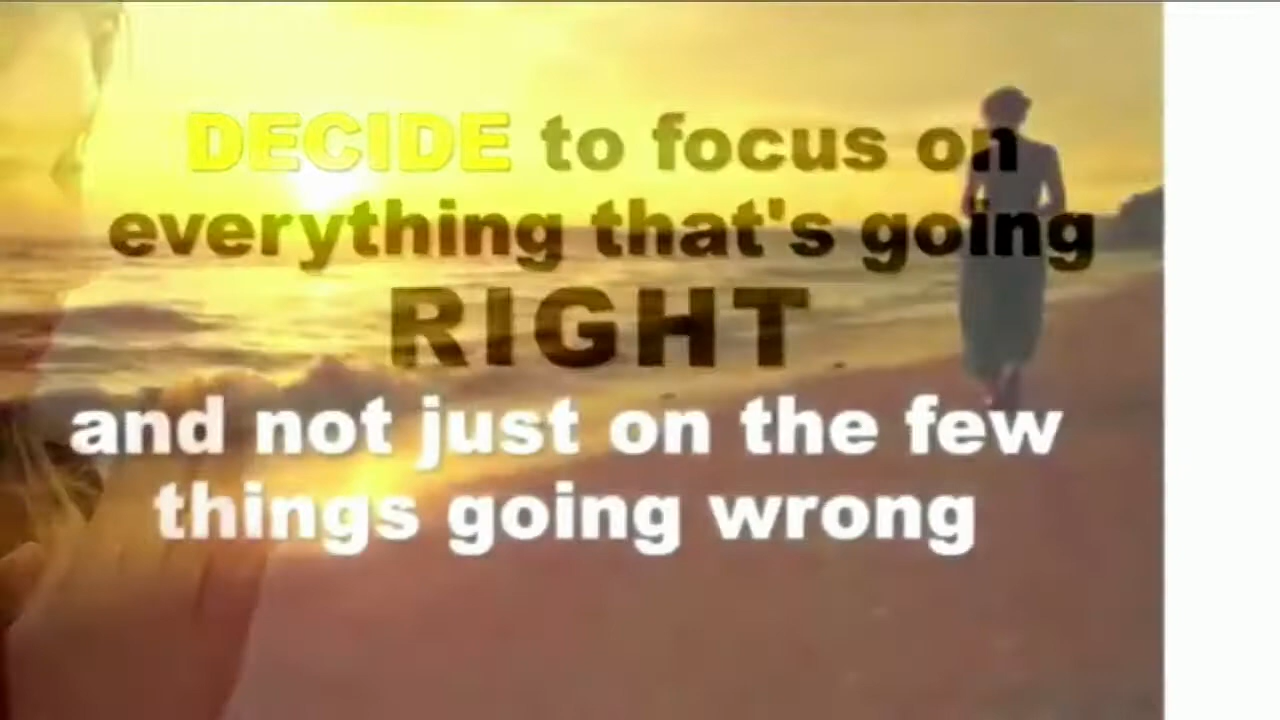 DECIDE to focus on
everything that's going
RIGHT
and not just on the few
things going wrong